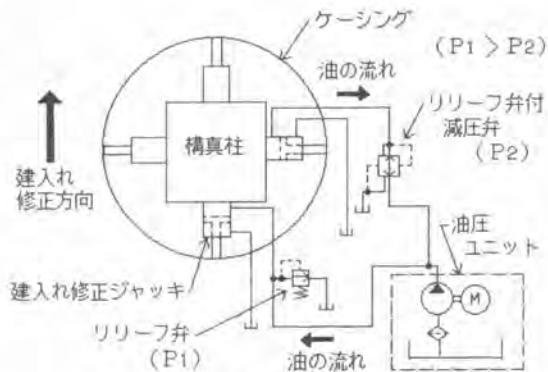 ケーシング
(P1＞P2)
油の流れ
リリーフ弁付
減圧弁
(P2)
構真柱
建入れ
修正方向
油圧
ユニット
建入れ修正ジャッキ
M
リリーフ弁
(P1)
油の流れ